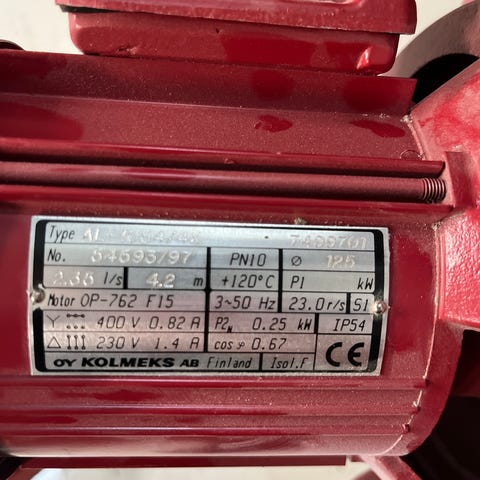 Type AL- 7499701
No. 54693/97 PN10 ⌀ 125
2.35 l/s 4.2 m +120°C P1 kW
Motor OP-762 F15 3~50 Hz 23.0 r/s S1
Y 400 V 0.82 A P2N 0.25 kW IP54
Δ 230 V 1.4 A cos φ 0.67 CE
OY KOLMEKS AB Finland Isol.F